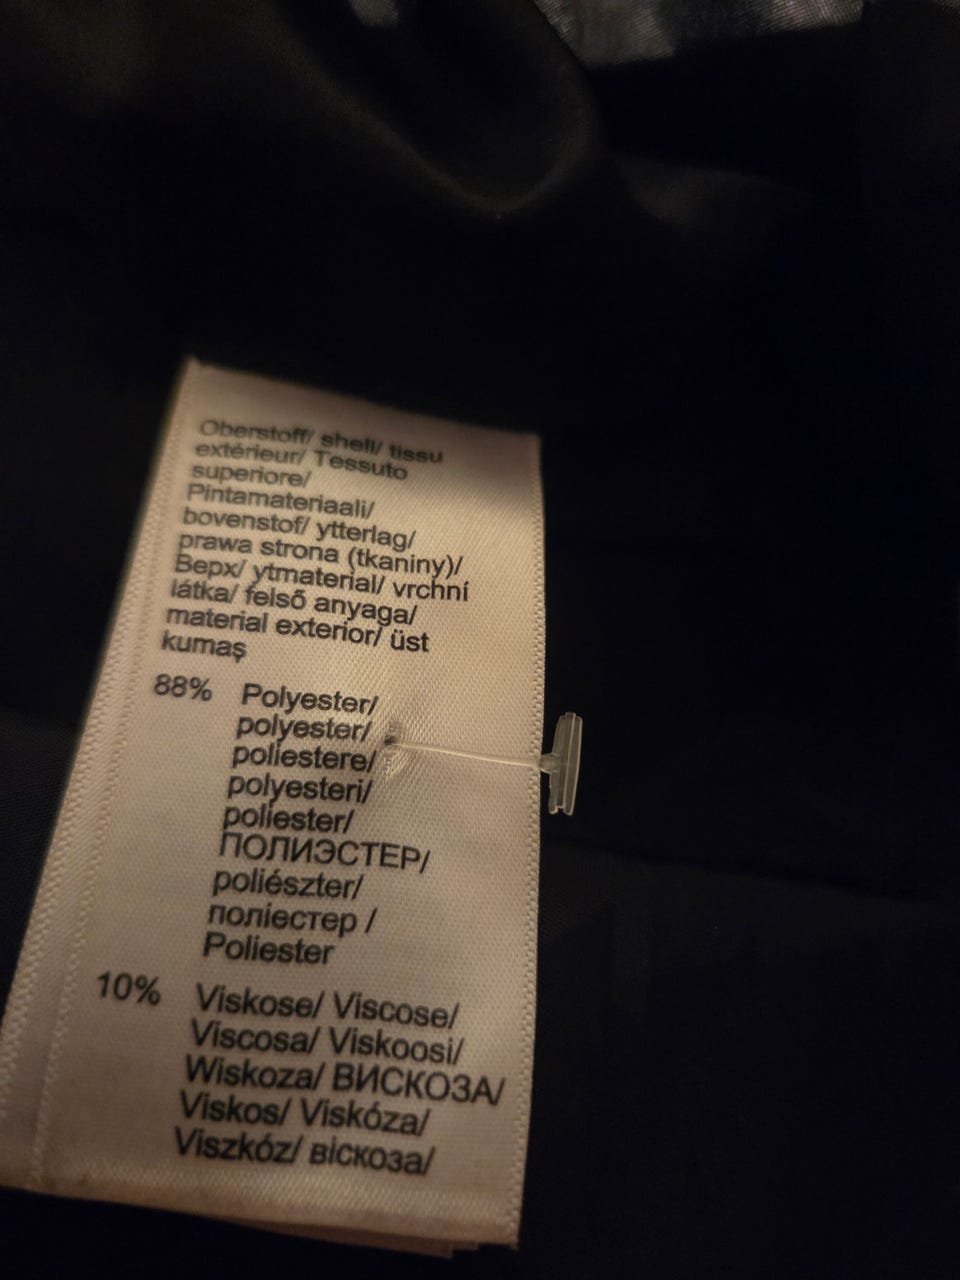 Oberstoff/ shell/ tissu
extérieur/ Tessuto
superiore/
Pintamateriaali/
bovenstof/ ytterlag/
prawa strona (tkaniny)/
Верх/ ytmaterial/ vrchní
látka/ felső anyaga/
material exterior/ üst
kumaş
88% Polyester/
polyester/
poliestere/
polyesteri/
poliester/
ПОЛИЭСТЕР/
poliészter/
поліестер /
Poliester
10% Viskose/ Viscose/
Viscosa/ Viskoosi/
Wiskoza/ ВИСКОЗА/
Viskos/ Viskóza/
Viszkóz/ віскоза/